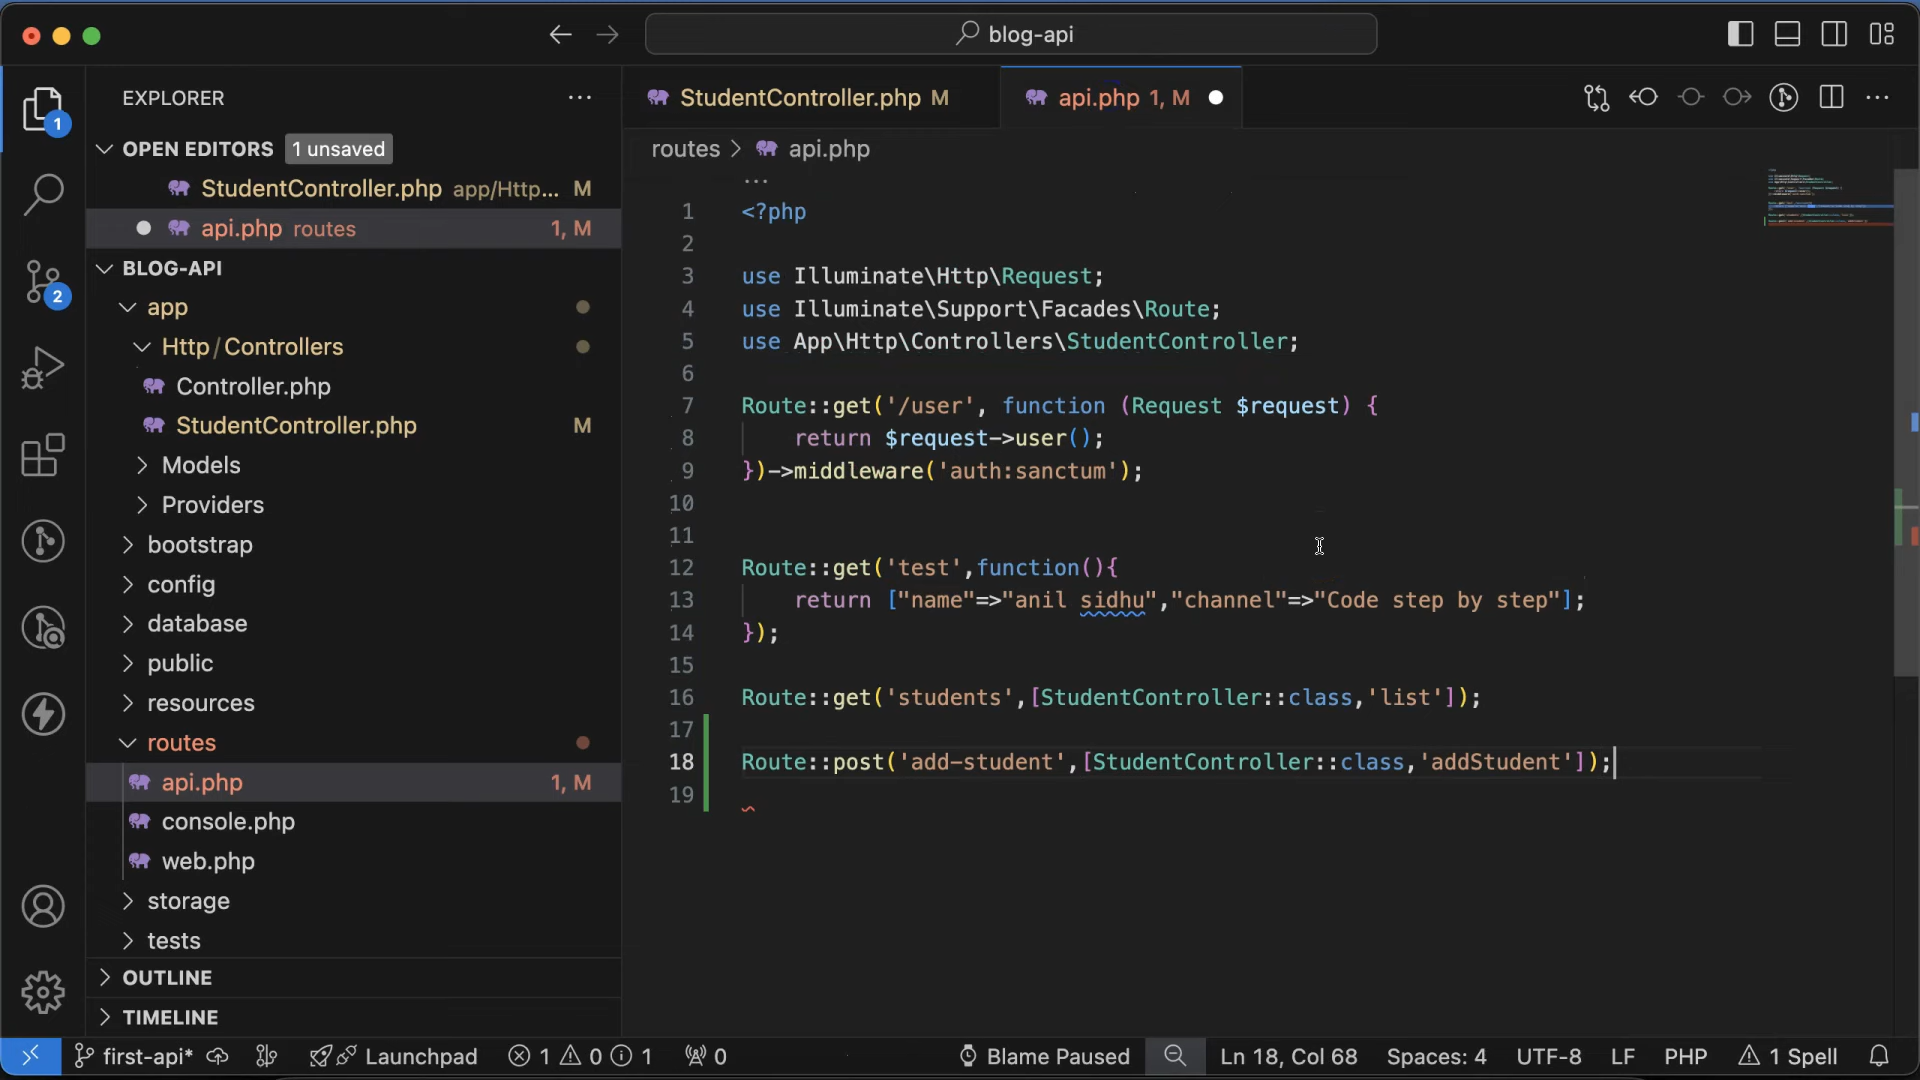 blog-api
EXPLORER
StudentController.php M
api.php 1, M
OPEN EDITORS 1 unsaved
StudentController.php app/Http... M
api.php routes 1, M
BLOG-API
app
Http/Controllers
Controller.php
StudentController.php M
Models
Providers
bootstrap
config
database
public
resources
routes
api.php 1, M
console.php
web.php
storage
tests
OUTLINE
TIMELINE
routes > api.php
...
1 <?php
2
3 use Illuminate\Http\Request;
4 use Illuminate\Support\Facades\Route;
5 use App\Http\Controllers\StudentController;
6
7 Route::get('/user', function (Request $request) {
8 return $request->user();
9 })->middleware('auth:sanctum');
10
11
12 Route::get('test',function(){
13 return ["name"=>"anil sidhu","channel"=>"Code step by step"];
14 });
15
16 Route::get('students',[StudentController::class,'list']);
17
18 Route::post('add-student',[StudentController::class,'addStudent']);
19
1
2
first-api* Launchpad 1 0 1 0 Blame Paused Ln 18, Col 68 Spaces: 4 UTF-8 LF PHP 1 Spell